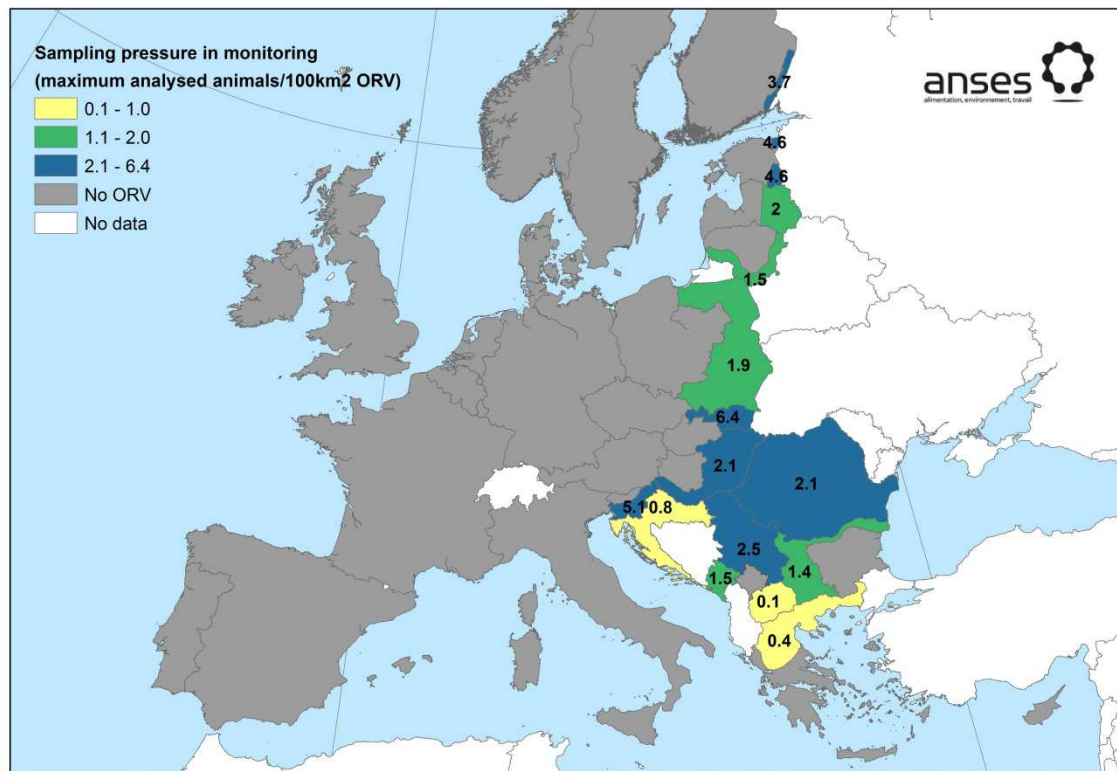 Sampling pressure in monitoring
(maximum analysed animals/100km2 ORV)
0.1 - 1.0
1.1 - 2.0
2.1 - 6.4
No ORV
No data
anses
alimentation, environnement, travail
3.7
4.6
4.6
2
1.5
1.9
6.4
2.1
2.1
5.1
0.8
2.5
1.5
1.4
0.1
0.4